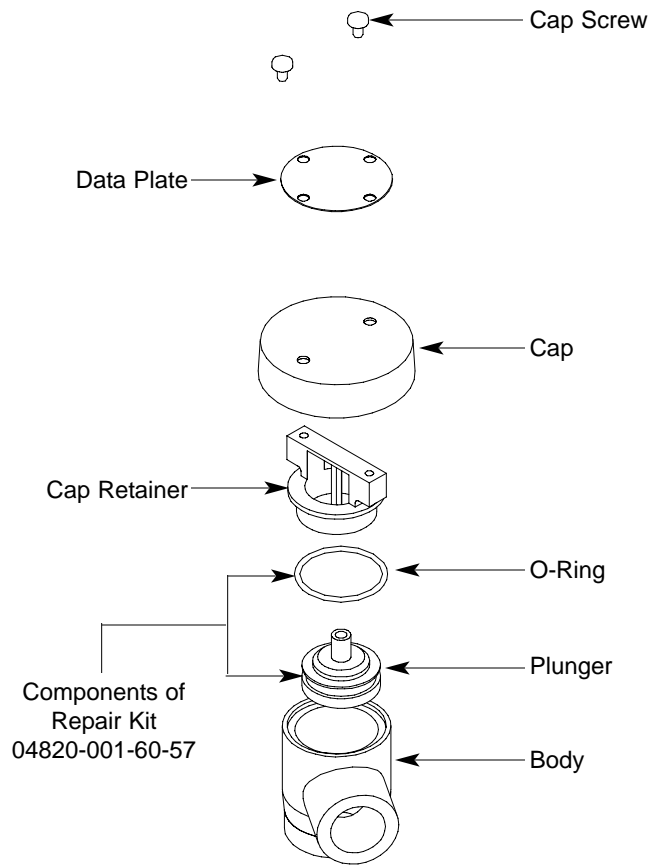 Cap Screw
Data Plate
Cap
Cap Retainer
O-Ring
Plunger
Components of
Repair Kit
04820-001-60-57
Body